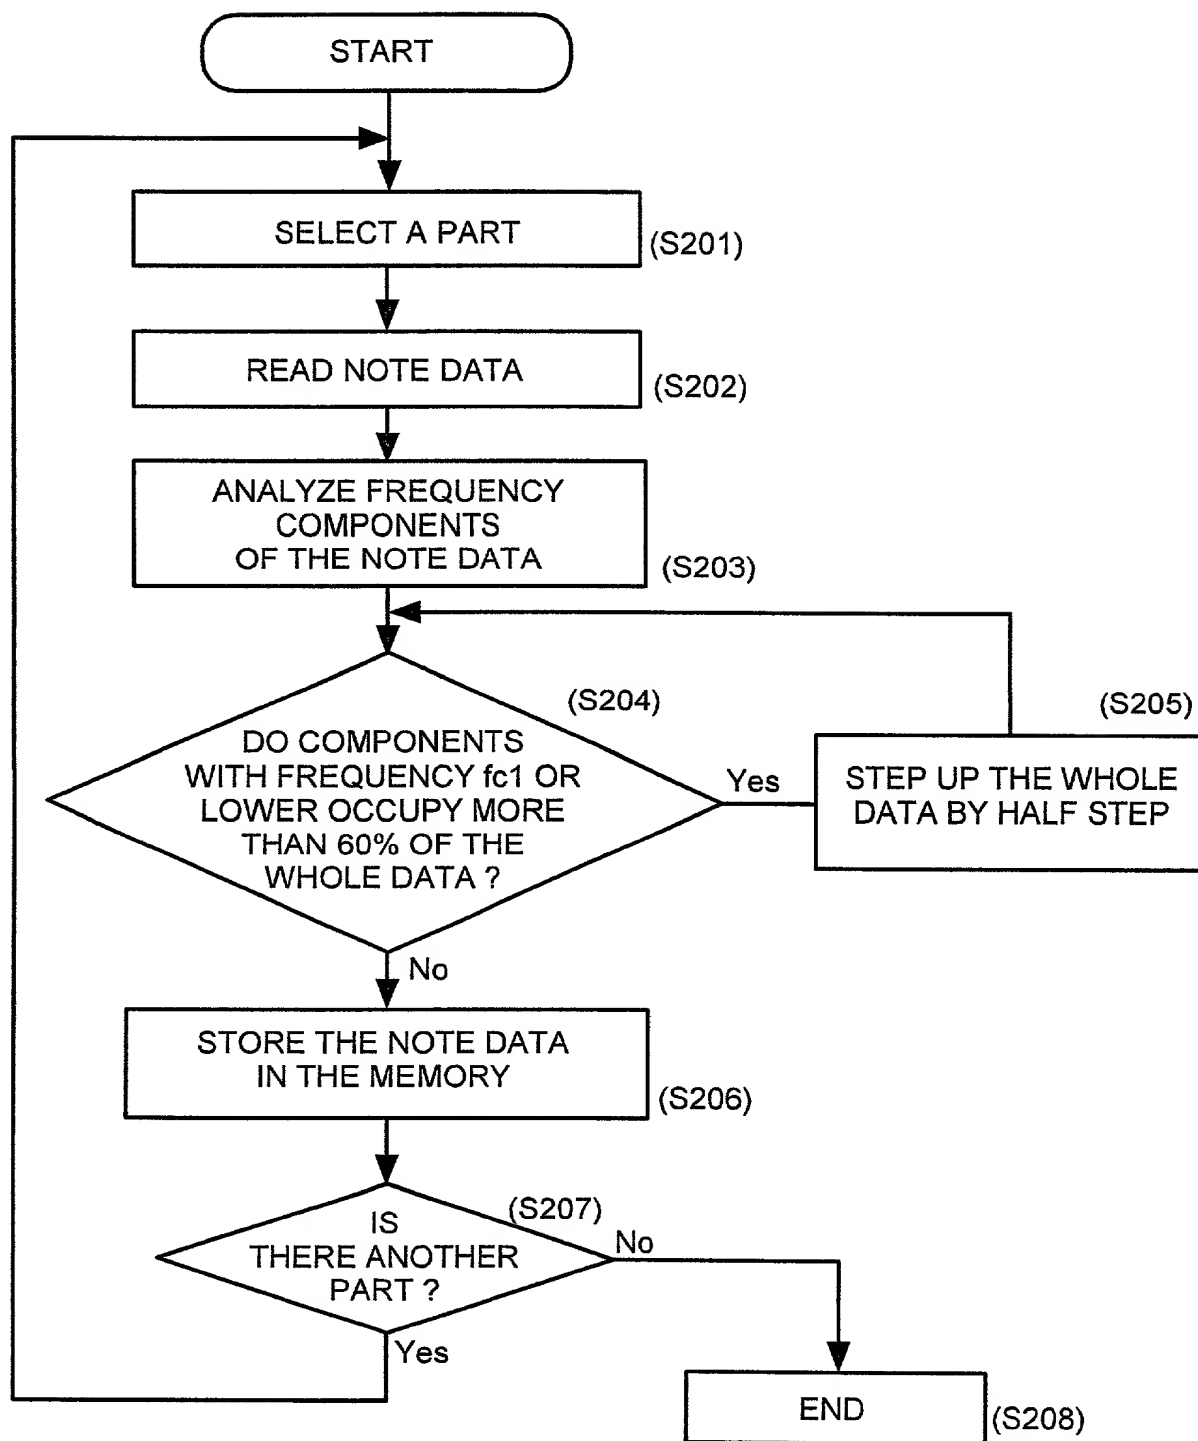 START
SELECT A PART
(S201)
READ NOTE DATA
(S202)
ANALYZE FREQUENCY
COMPONENTS
OF THE NOTE DATA
(S203)
(S204)
DO COMPONENTS
WITH FREQUENCY fc1 OR
LOWER OCCUPY MORE
THAN 60% OF THE
WHOLE DATA ?
Yes
(S205)
STEP UP THE WHOLE
DATA BY HALF STEP
No
STORE THE NOTE DATA
IN THE MEMORY
(S206)
(S207)
IS
THERE ANOTHER
PART ?
No
Yes
END
(S208)